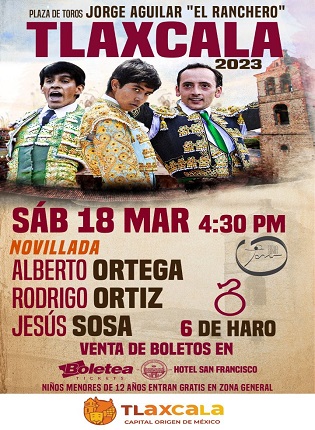 PLAZA DE TOROS JORGE AGUILAR "EL RANCHERO"
TLAXCALA
2023
SÁB 18 MAR 4:30 PM
NOVILLADA
ALBERTO ORTEGA
RODRIGO ORTIZ
JESÚS SOSA
6 DE HARO
VENTA DE BOLETOS EN
Boletea
TICKETS
HOTEL SAN FRANCISCO
NIÑOS MENORES DE 12 AÑOS ENTRAN GRATIS EN ZONA GENERAL
TLAXCALA
CAPITAL ORIGEN DE MÉXICO